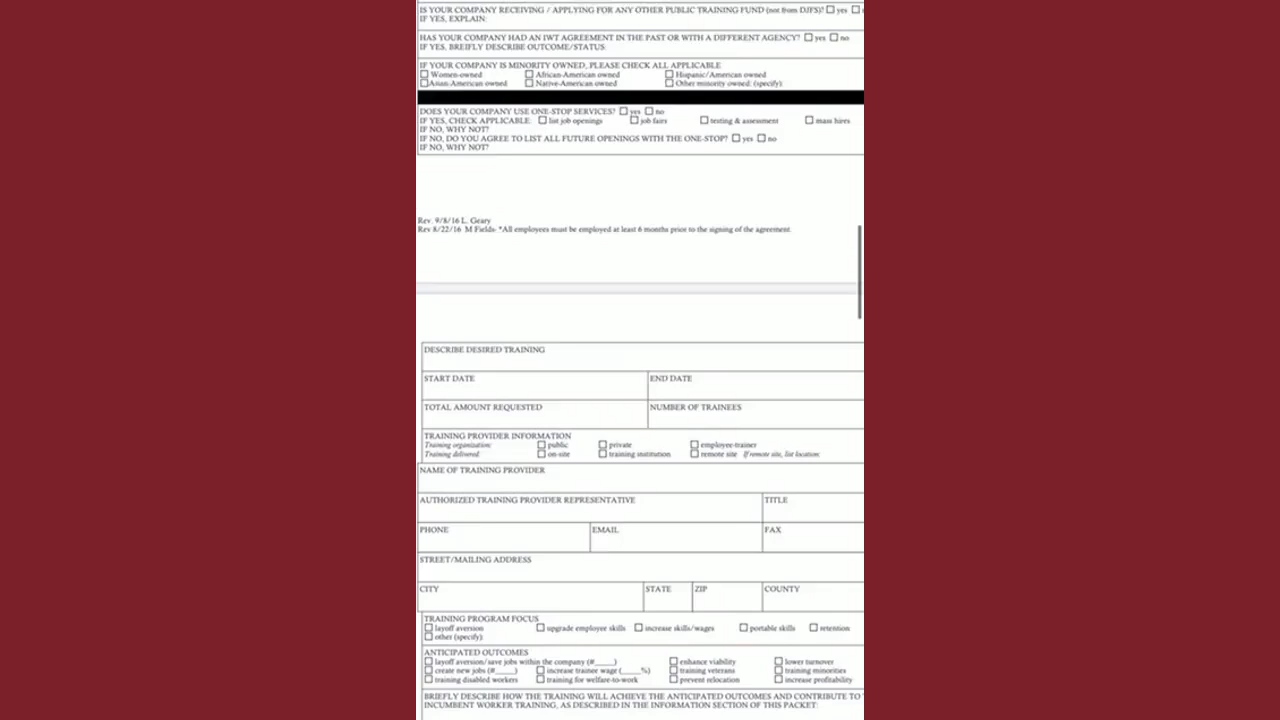 IS YOUR COMPANY RECEIVING / APPLYING FOR ANY OTHER PUBLIC TRAINING FUND (not from DJFS)? ☐ yes ☐
IF YES, EXPLAIN:
HAS YOUR COMPANY HAD AN IWT AGREEMENT IN THE PAST OR WITH A DIFFERENT AGENCY? ☐ yes ☐ no
IF YES, BREIFLY DESCRIBE OUTCOME/STATUS:
IF YOUR COMPANY IS MINORITY OWNED, PLEASE CHECK ALL APPLICABLE
☐ Women-owned ☐ African-American owned ☐ Hispanic/American owned
☐ Asian-American owned ☐ Native-American owned ☐ Other minority owned: (specify)
DOES YOUR COMPANY USE ONE-STOP SERVICES? ☐ yes ☐ no
IF YES, CHECK APPLICABLE: ☐ list job openings ☐ job fairs ☐ testing & assessment ☐ mass hires
IF NO, WHY NOT?
IF NO, DO YOU AGREE TO LIST ALL FUTURE OPENINGS WITH THE ONE-STOP? ☐ yes ☐ no
IF NO, WHY NOT?
Rev. 9/8/16 L. Geary
Rev 8/22/16 M Fields- *All employees must be employed at least 6 months prior to the signing of the agreement.
DESCRIBE DESIRED TRAINING
START DATE END DATE
TOTAL AMOUNT REQUESTED NUMBER OF TRAINEES
TRAINING PROVIDER INFORMATION
Training organization: ☐ public ☐ private ☐ employee-trainer
Training delivered: ☐ on-site ☐ training institution ☐ remote site If remote site, list location:
NAME OF TRAINING PROVIDER
AUTHORIZED TRAINING PROVIDER REPRESENTATIVE TITLE
PHONE EMAIL FAX
STREET/MAILING ADDRESS
CITY STATE ZIP COUNTY
TRAINING PROGRAM FOCUS
☐ layoff aversion ☐ upgrade employee skills ☐ increase skills/wages ☐ portable skills ☐ retention
☐ other (specify)
ANTICIPATED OUTCOMES
☐ layoff aversion/save jobs within the company (#_____) ☐ enhance viability ☐ lower turnover
☐ create new jobs (#_____) ☐ increase trainee wage (_____%) ☐ training veterans ☐ training minorities
☐ training disabled workers ☐ training for welfare-to-work ☐ prevent relocation ☐ increase profitability
BRIEFLY DESCRIBE HOW THE TRAINING WILL ACHIEVE THE ANTICIPATED OUTCOMES AND CONTRIBUTE TO
INCUMBENT WORKER TRAINING, AS DESCRIBED IN THE INFORMATION SECTION OF THIS PACKET: